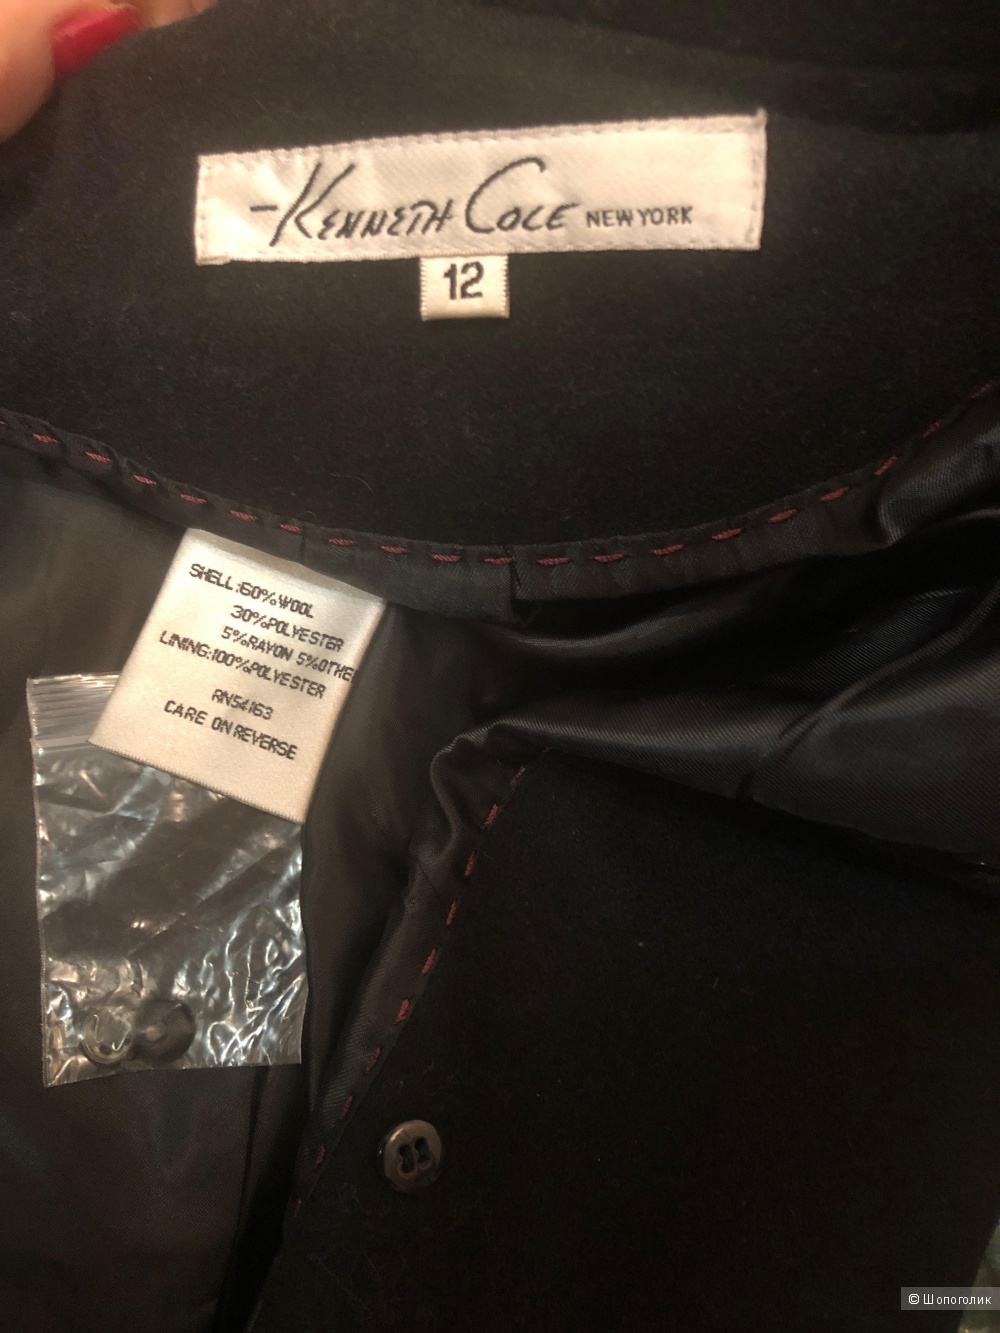 -KENNETH COLE NEW YORK
12
SHELL:60%WOOL
30%POLYESTER
5%RAYON 5%OTHE
LINING:100%POLYESTER
RN54163
CARE ON REVERSE
© Шопоголик